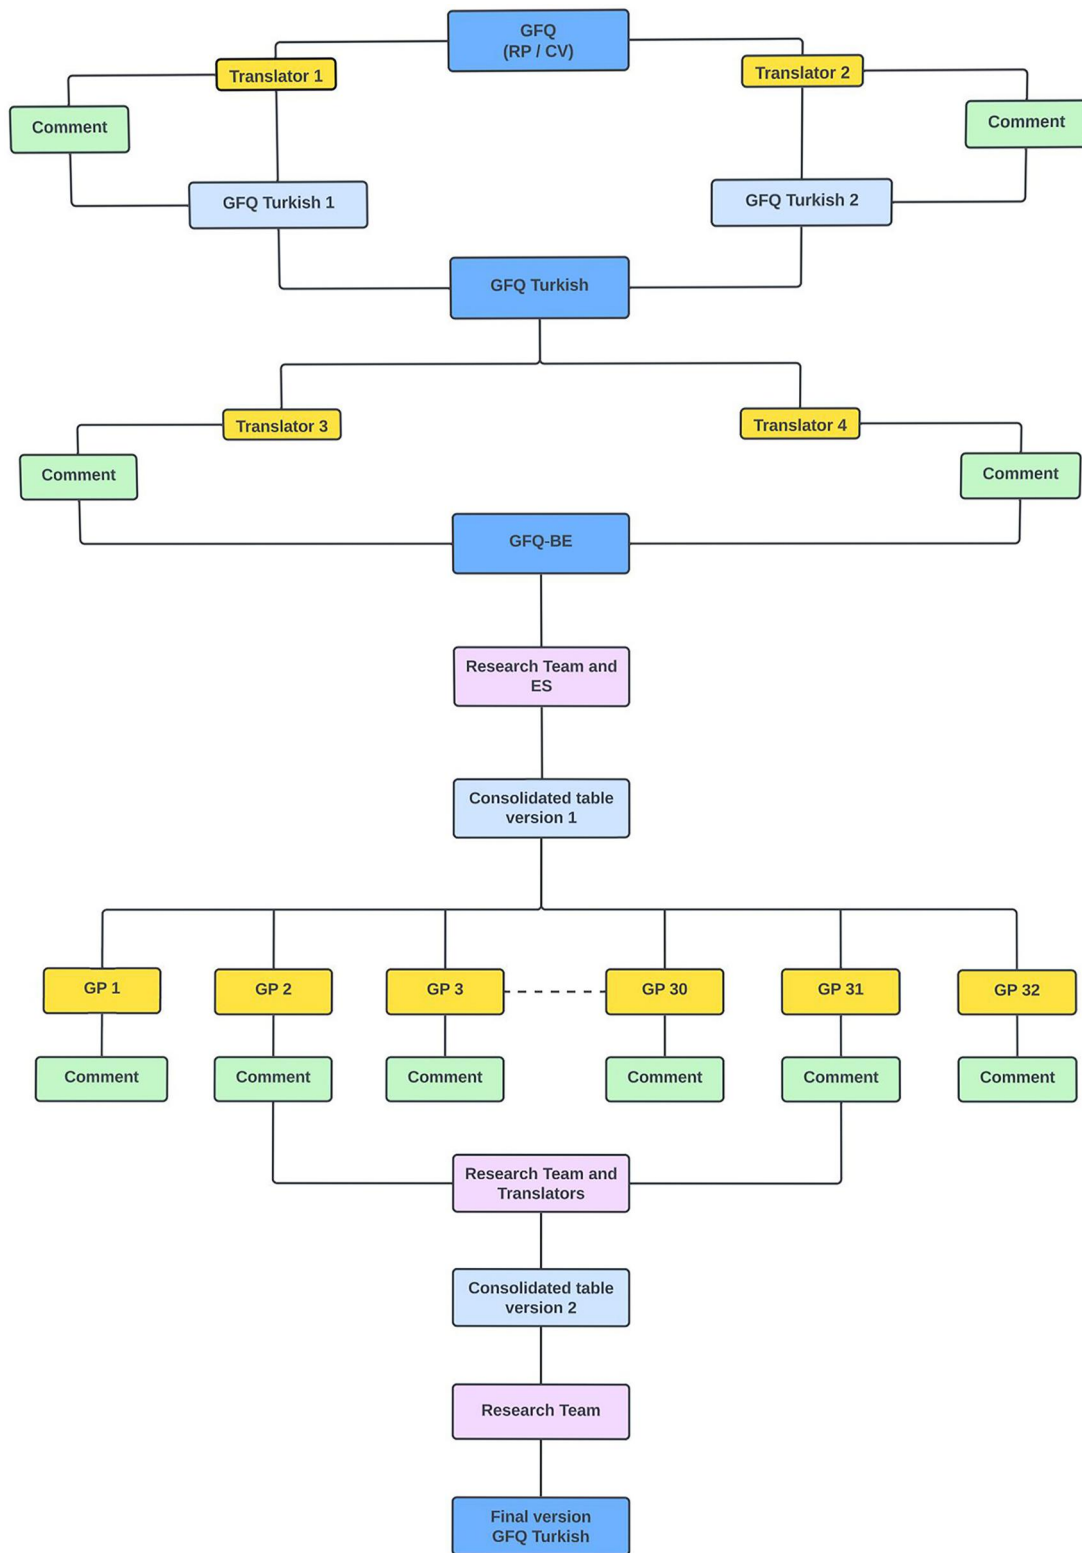 GFQ
(RP / CV)
Translator 1
Translator 2
Comment
Comment
GFQ Turkish 1
GFQ Turkish 2
GFQ Turkish
Translator 3
Translator 4
Comment
Comment
GFQ-BE
Research Team and
ES
Consolidated table
version 1
GP 1
GP 2
GP 3
GP 30
GP 31
GP 32
Comment
Comment
Comment
Comment
Comment
Comment
Research Team and
Translators
Consolidated table
version 2
Research Team
Final version
GFQ Turkish